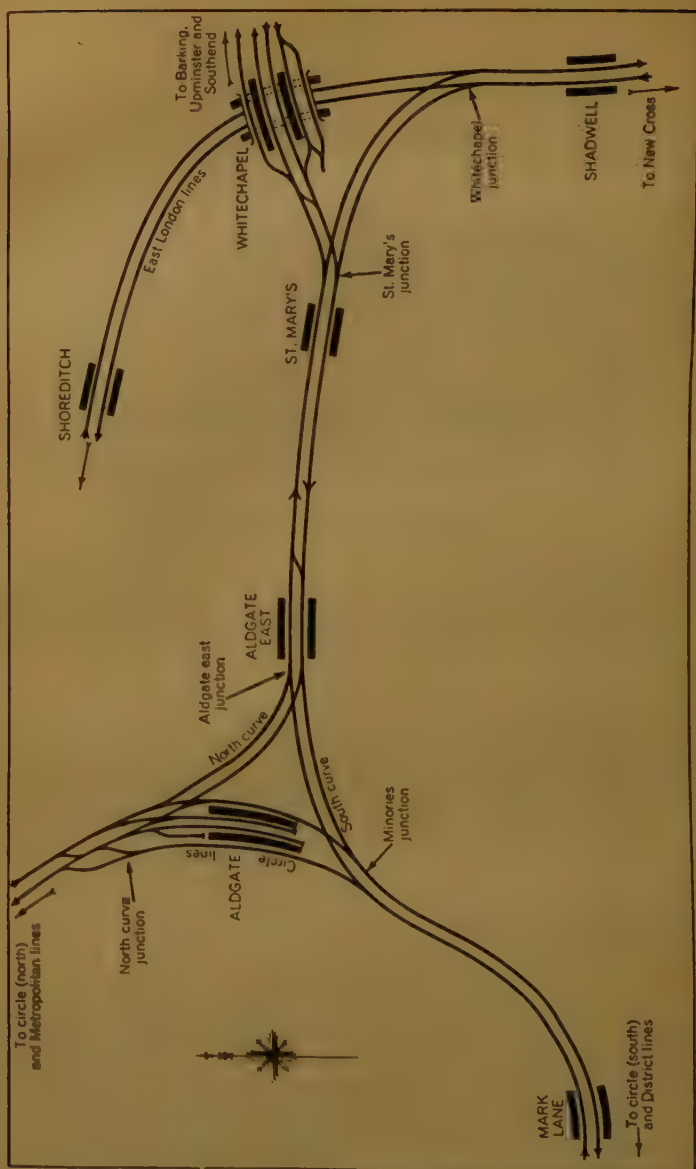 To circle (north)
and Metropolitan lines
North curve
junction
ALDGATE
Circle
lines
North curve
Aldgate east
junction
ALDGATE
EAST
South curve
Minories
junction
MARK
LANE
To circle (south)
and District lines
SHOREDITCH
East London lines
To Barking,
Upminster and
Southend
WHITECHAPEL
ST. MARY'S
St. Mary's
junction
Whitechapel
junction
SHADWELL
To New Cross